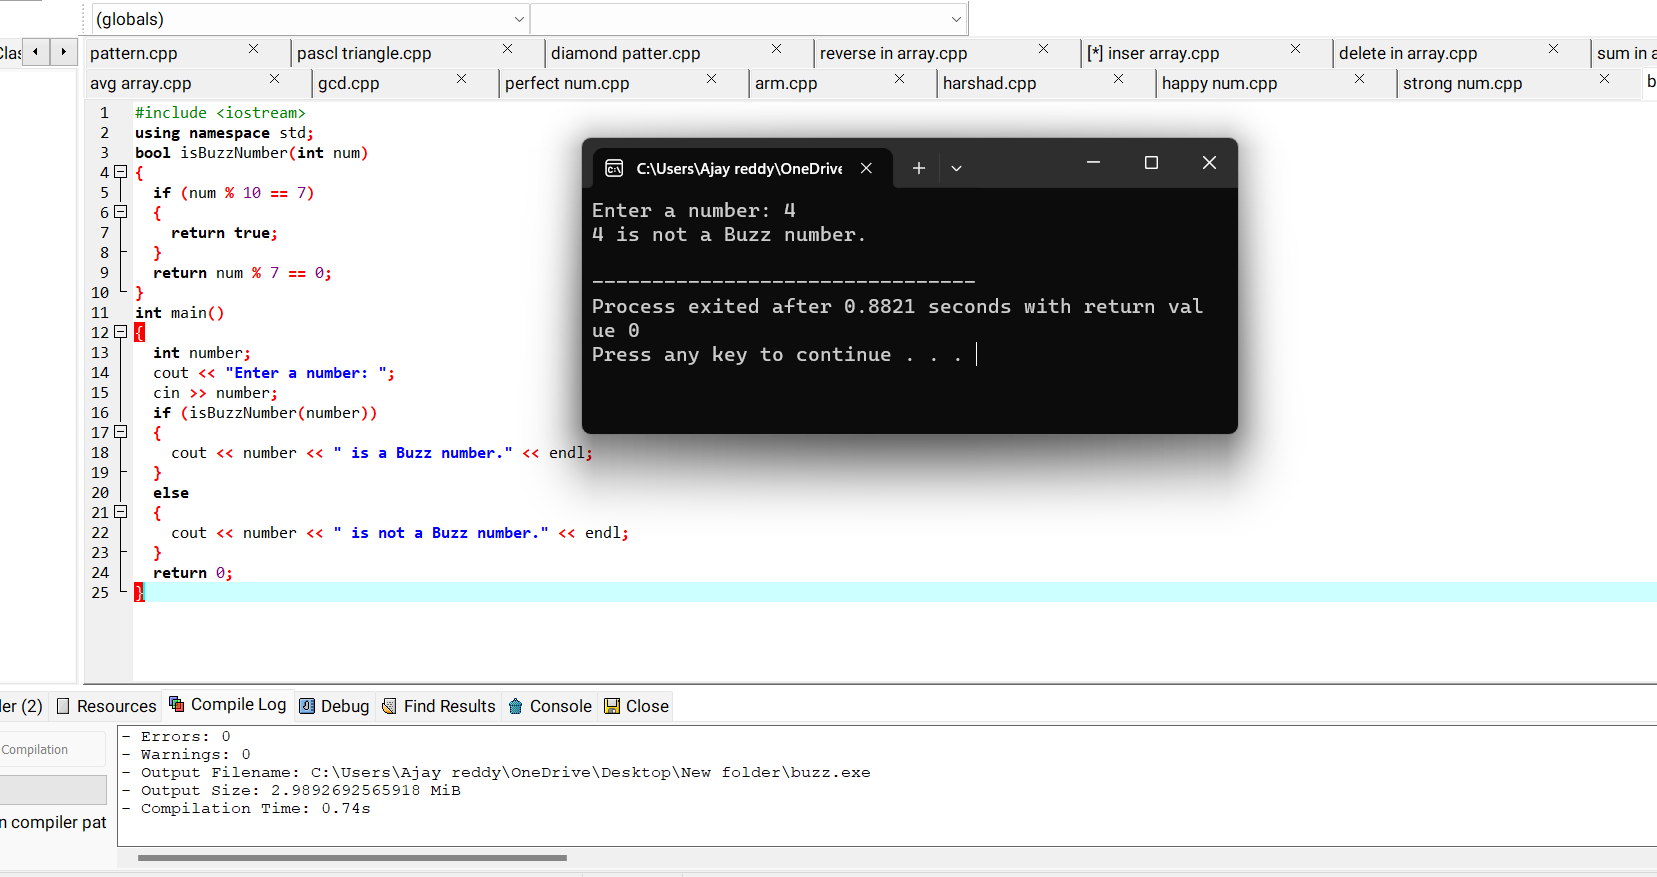 (globals)
Clas
pattern.cpp pascl triangle.cpp diamond patter.cpp reverse in array.cpp [*] inser array.cpp delete in array.cpp sum in a
avg array.cpp gcd.cpp perfect num.cpp arm.cpp harshad.cpp happy num.cpp strong num.cpp b
1 #include <iostream>
2 using namespace std;
3 bool isBuzzNumber(int num)
4 {
5 if (num % 10 == 7)
6 {
7 return true;
8 }
9 return num % 7 == 0;
10 }
11 int main()
12 {
13 int number;
14 cout << "Enter a number: ";
15 cin >> number;
16 if (isBuzzNumber(number))
17 {
18 cout << number << " is a Buzz number." << endl;
19 }
20 else
21 {
22 cout << number << " is not a Buzz number." << endl;
23 }
24 return 0;
25 }
C:\Users\Ajay reddy\OneDrive
Enter a number: 4
4 is not a Buzz number.
--------------------------------
Process exited after 0.8821 seconds with return val
ue 0
Press any key to continue . . .
ler (2) Resources Compile Log Debug Find Results Console Close
Compilation
n compiler pat
- Errors: 0
- Warnings: 0
- Output Filename: C:\Users\Ajay reddy\OneDrive\Desktop\New folder\buzz.exe
- Output Size: 2.9892692565918 MiB
- Compilation Time: 0.74s